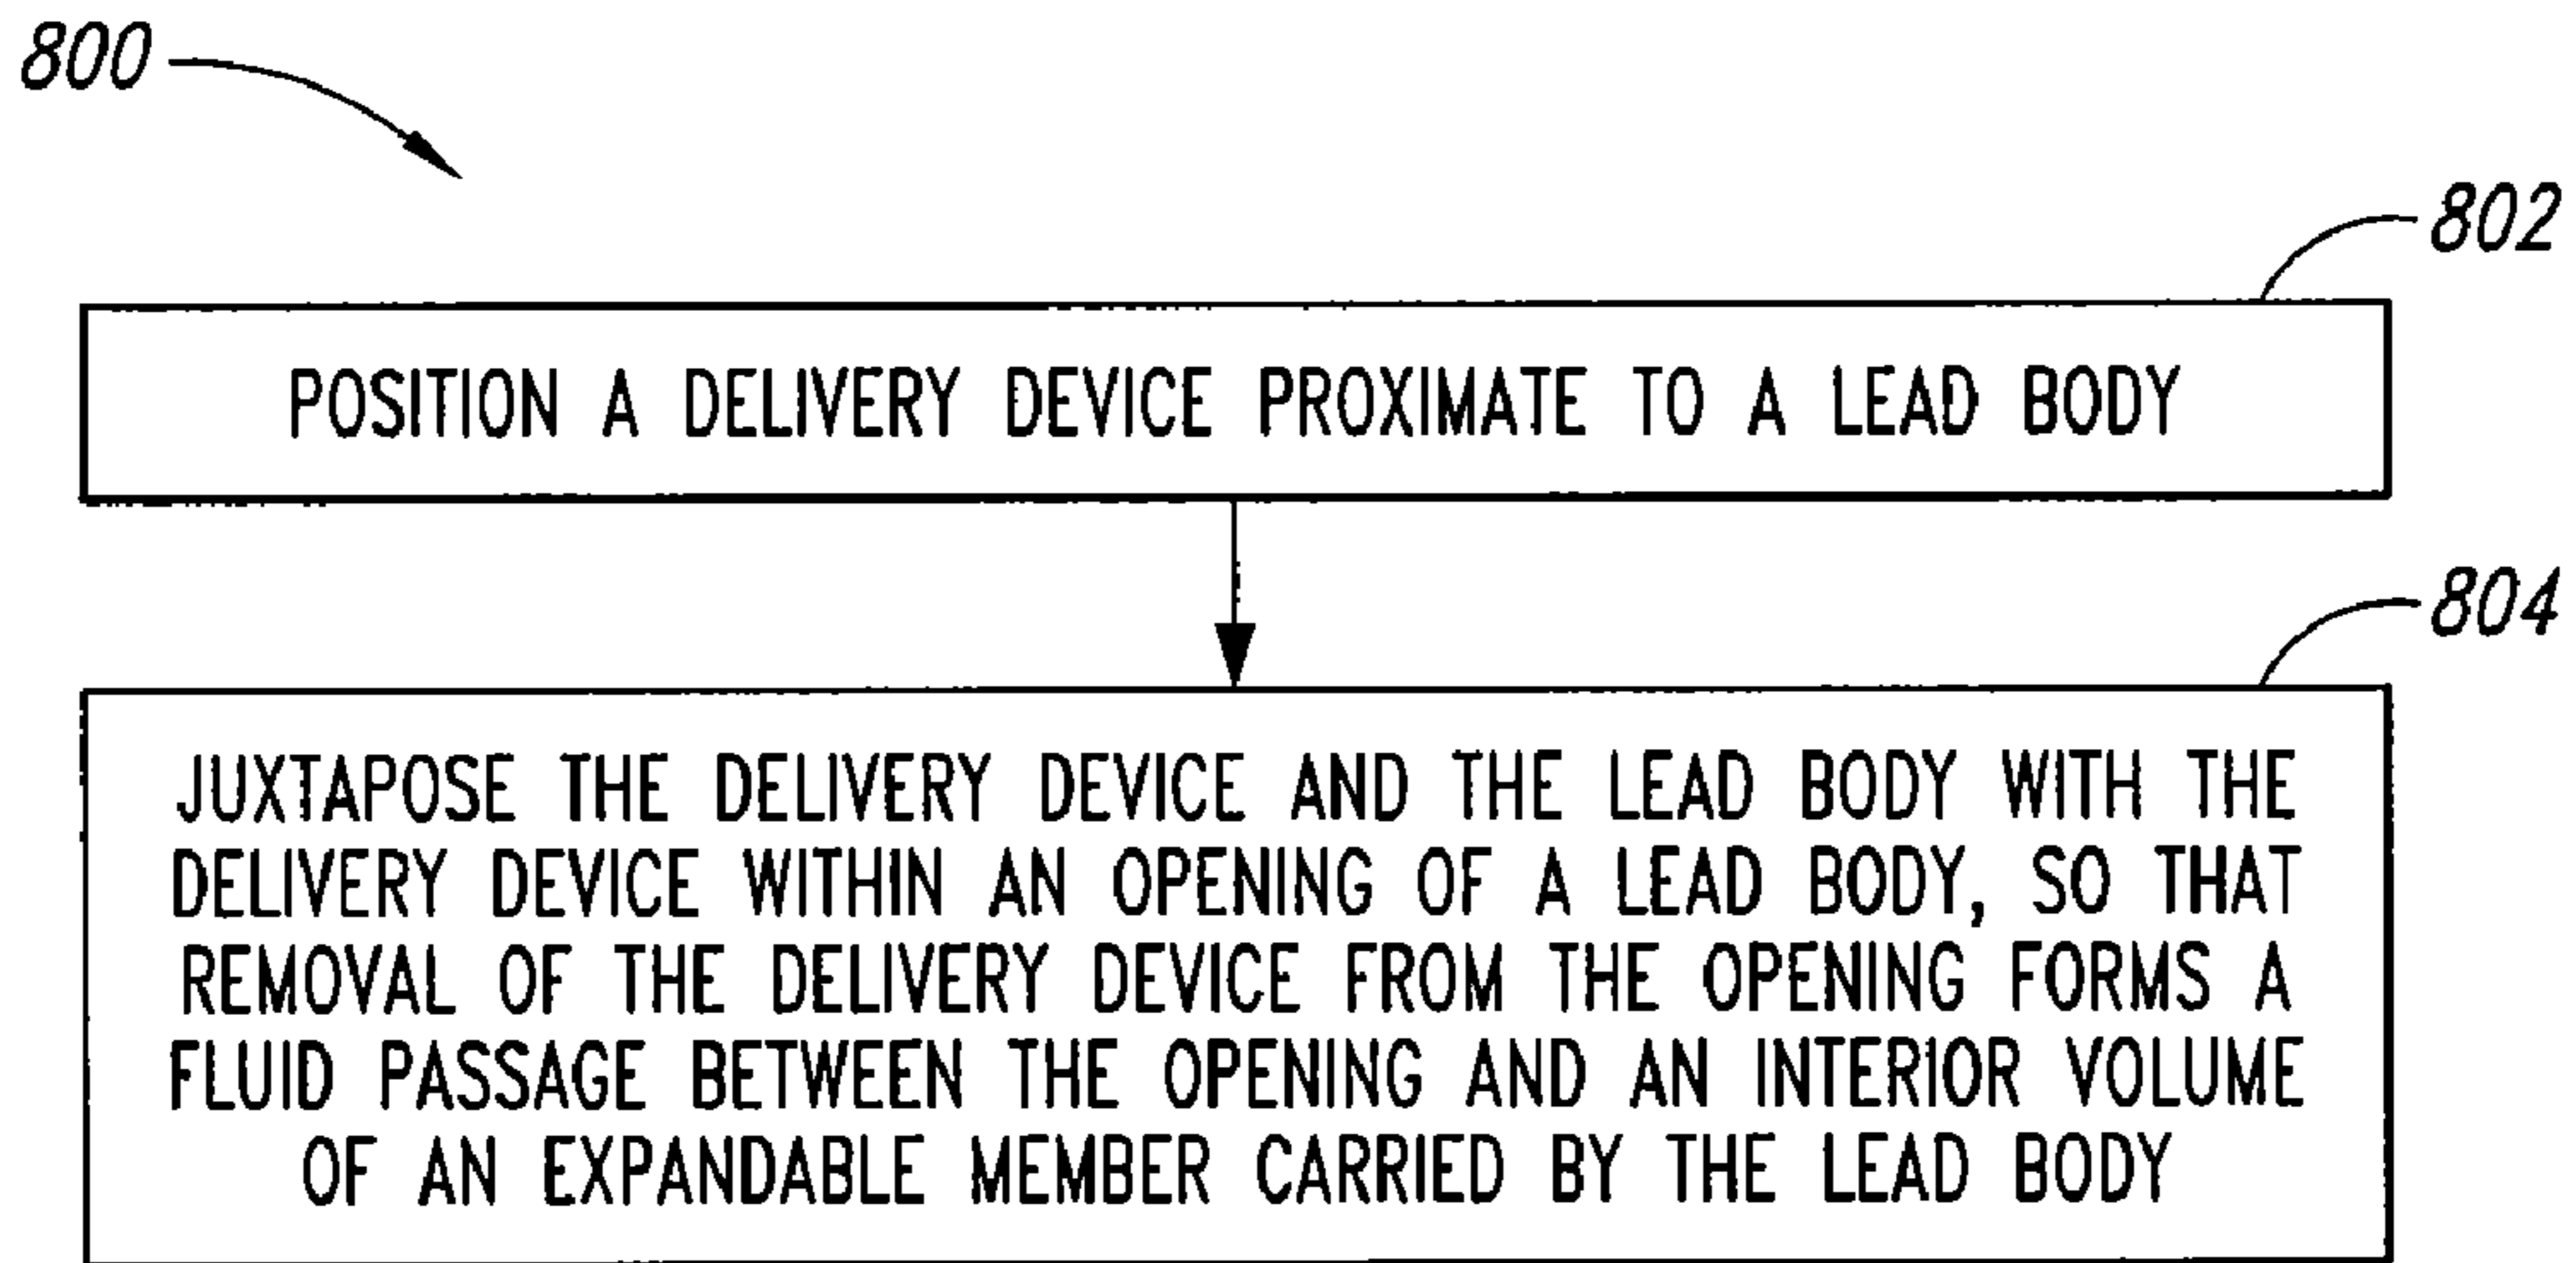 800
802
POSITION A DELIVERY DEVICE PROXIMATE TO A LEAD BODY
804
JUXTAPOSE THE DELIVERY DEVICE AND THE LEAD BODY WITH THE
DELIVERY DEVICE WITHIN AN OPENING OF A LEAD BODY, SO THAT
REMOVAL OF THE DELIVERY DEVICE FROM THE OPENING FORMS A
FLUID PASSAGE BETWEEN THE OPENING AND AN INTERIOR VOLUME
OF AN EXPANDABLE MEMBER CARRIED BY THE LEAD BODY